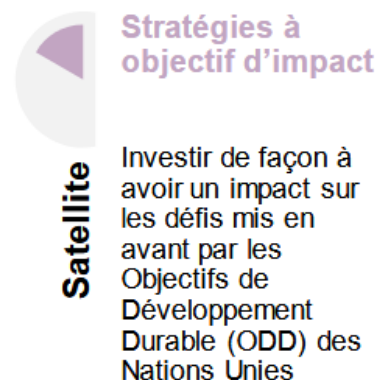 Stratégies à
objectif d’impact
Satellite
Investir de façon à
avoir un impact sur
les défis mis en
avant par les
Objectifs de
Développement
Durable (ODD) des
Nations Unies